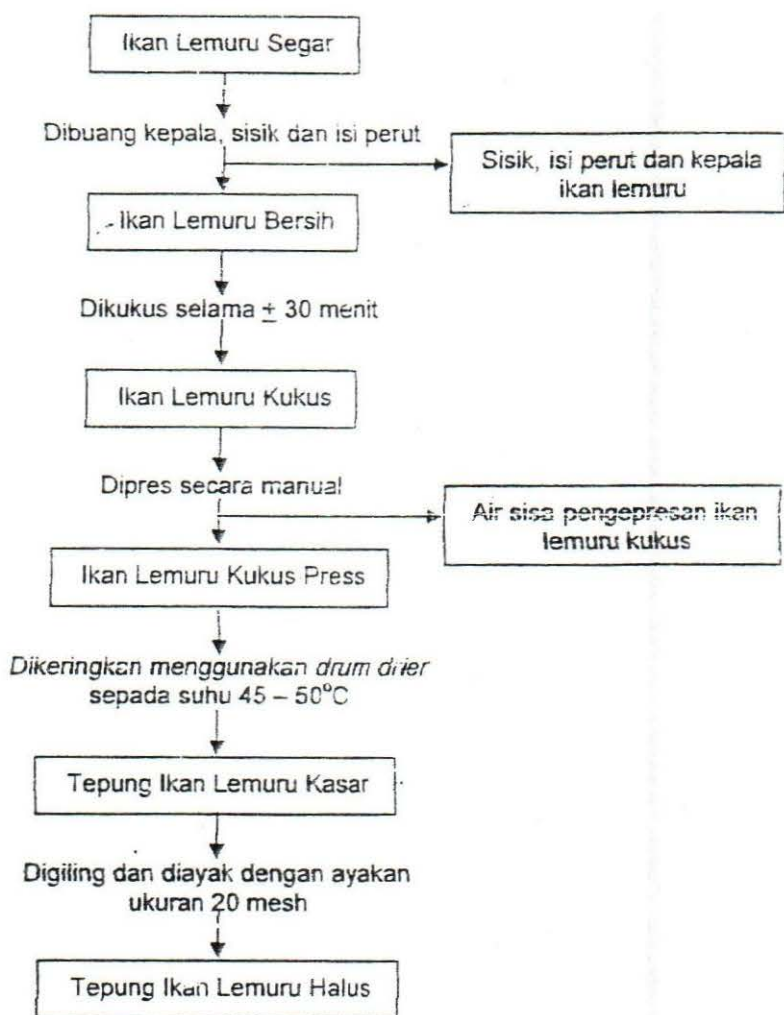 Ikan Lemuru Segar
Dibuang kepala, sisik dan isi perut
Sisik, isi perut dan kepala
ikan lemuru
Ikan Lemuru Bersih
Dikukus selama ± 30 menit
Ikan Lemuru Kukus
Dipres secara manual
Air sisa pengepresan ikan
lemuru kukus
Ikan Lemuru Kukus Press
Dikeringkan menggunakan drum drier
sepada suhu 45 – 50°C
Tepung Ikan Lemuru Kasar
Digiling dan diayak dengan ayakan
ukuran 20 mesh
Tepung Ikan Lemuru Halus